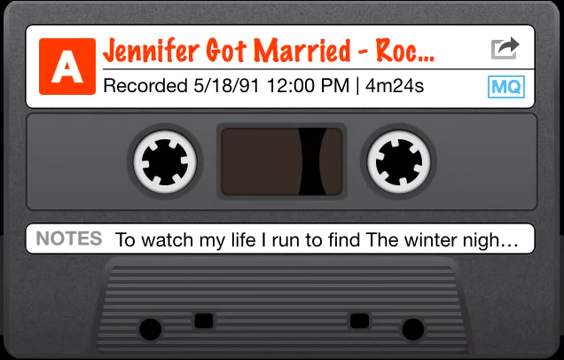 A
Jennifer Got Married - Roc...
Recorded 5/18/91 12:00 PM | 4m24s
MQ
NOTES To watch my life I run to find The winter nigh...